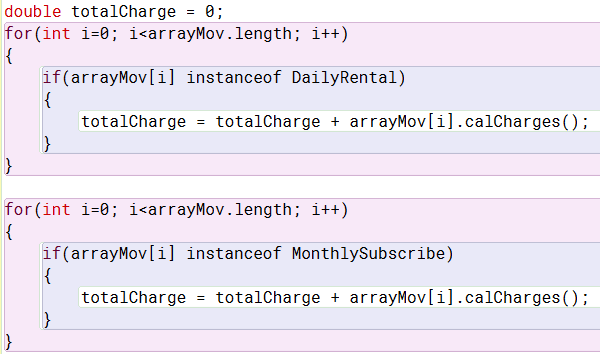 double totalCharge = 0;
for(int i=0; i<arrayMov.length; i++)
{
if(arrayMov[i] instanceof DailyRental)
{
totalCharge = totalCharge + arrayMov[i].calCharges();
}
}
for(int i=0; i<arrayMov.length; i++)
{
if(arrayMov[i] instanceof MonthlySubscribe)
{
totalCharge = totalCharge + arrayMov[i].calCharges();
}
}